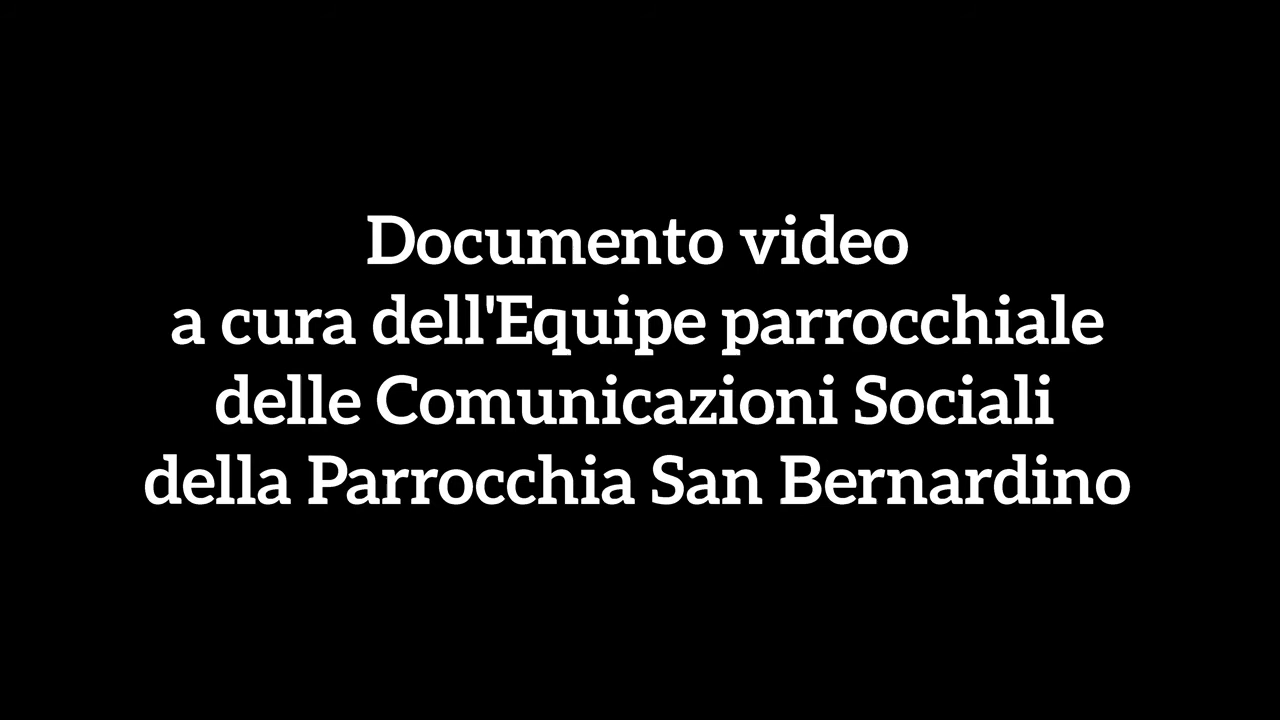 Documento video
a cura dell'Equipe parrocchiale
delle Comunicazioni Sociali
della Parrocchia San Bernardino